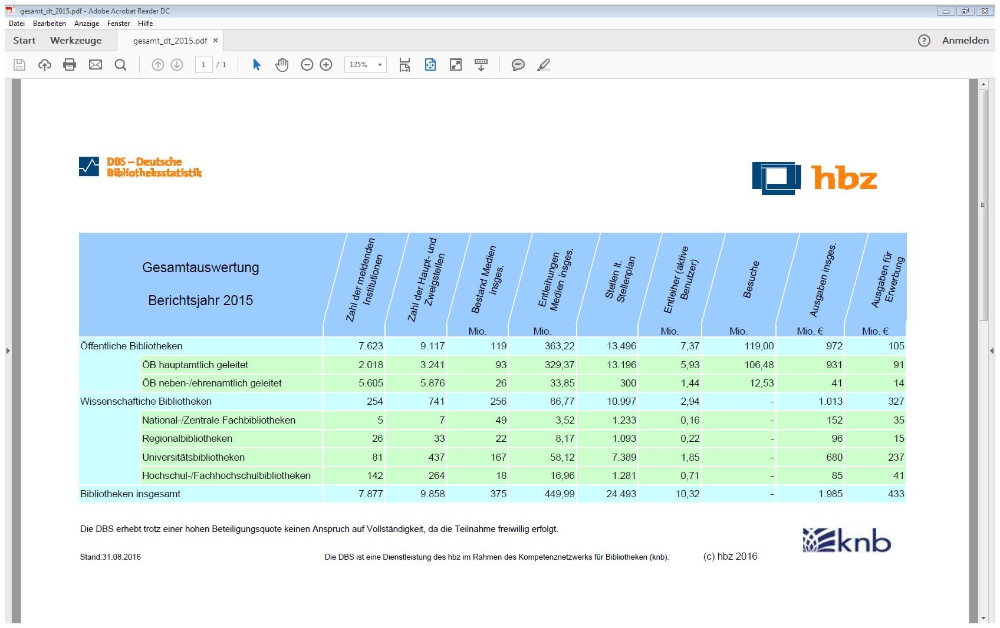 gesamt_dt_2015.pdf - Adobe Acrobat Reader DC
Datei Bearbeiten Anzeige Fenster Hilfe
Start Werkzeuge gesamt_dt_2015.pdf × ? Anmelden
1 / 1 125%
DBS – Deutsche
Bibliotheksstatistik
hbz
Gesamtauswertung
Berichtsjahr 2015
Zahl der meldenden
Institutionen
Zahl der Haupt- und
Zweigstellen
Bestand Medien
insges.
Entleihungen
Medien insges.
Stellen lt.
Stellenplan
Entleiher (aktive
Benutzer)
Besuche
Ausgaben insges.
Ausgaben für
Erwerbung
Mio. Mio. Mio. Mio. Mio. € Mio. €
Öffentliche Bibliotheken 7.623 9.117 119 363,22 13.496 7,37 119,00 972 105
ÖB hauptamtlich geleitet 2.018 3.241 93 329,37 13.196 5,93 106,48 931 91
ÖB neben-/ehrenamtlich geleitet 5.605 5.876 26 33,85 300 1,44 12,53 41 14
Wissenschaftiche Bibliotheken 254 741 256 86,77 10.997 2,94 - 1.013 327
National-/Zentrale Fachbibliotheken 5 7 49 3,52 1.233 0,16 - 152 35
Regionalbibliotheken 26 33 22 8,17 1.093 0,22 - 96 15
Universitätsbibliotheken 81 437 167 58,12 7.389 1,85 - 680 237
Hochschul-/Fachhochschulbibliotheken 142 264 18 16,96 1.281 0,71 - 85 41
Bibliotheken insgesamt 7.877 9.858 375 449,99 24.493 10,32 - 1.985 433
Die DBS erhebt trotz einer hohen Beteiligungsquote keinen Anspruch auf Vollständigkeit, da die Teilnahme freiwillig erfolgt.
knb
Stand:31.08.2016 Die DBS ist eine Dienstleistung des hbz im Rahmen des Kompetenznetzwerks für Bibliotheken (knb). (c) hbz 2016